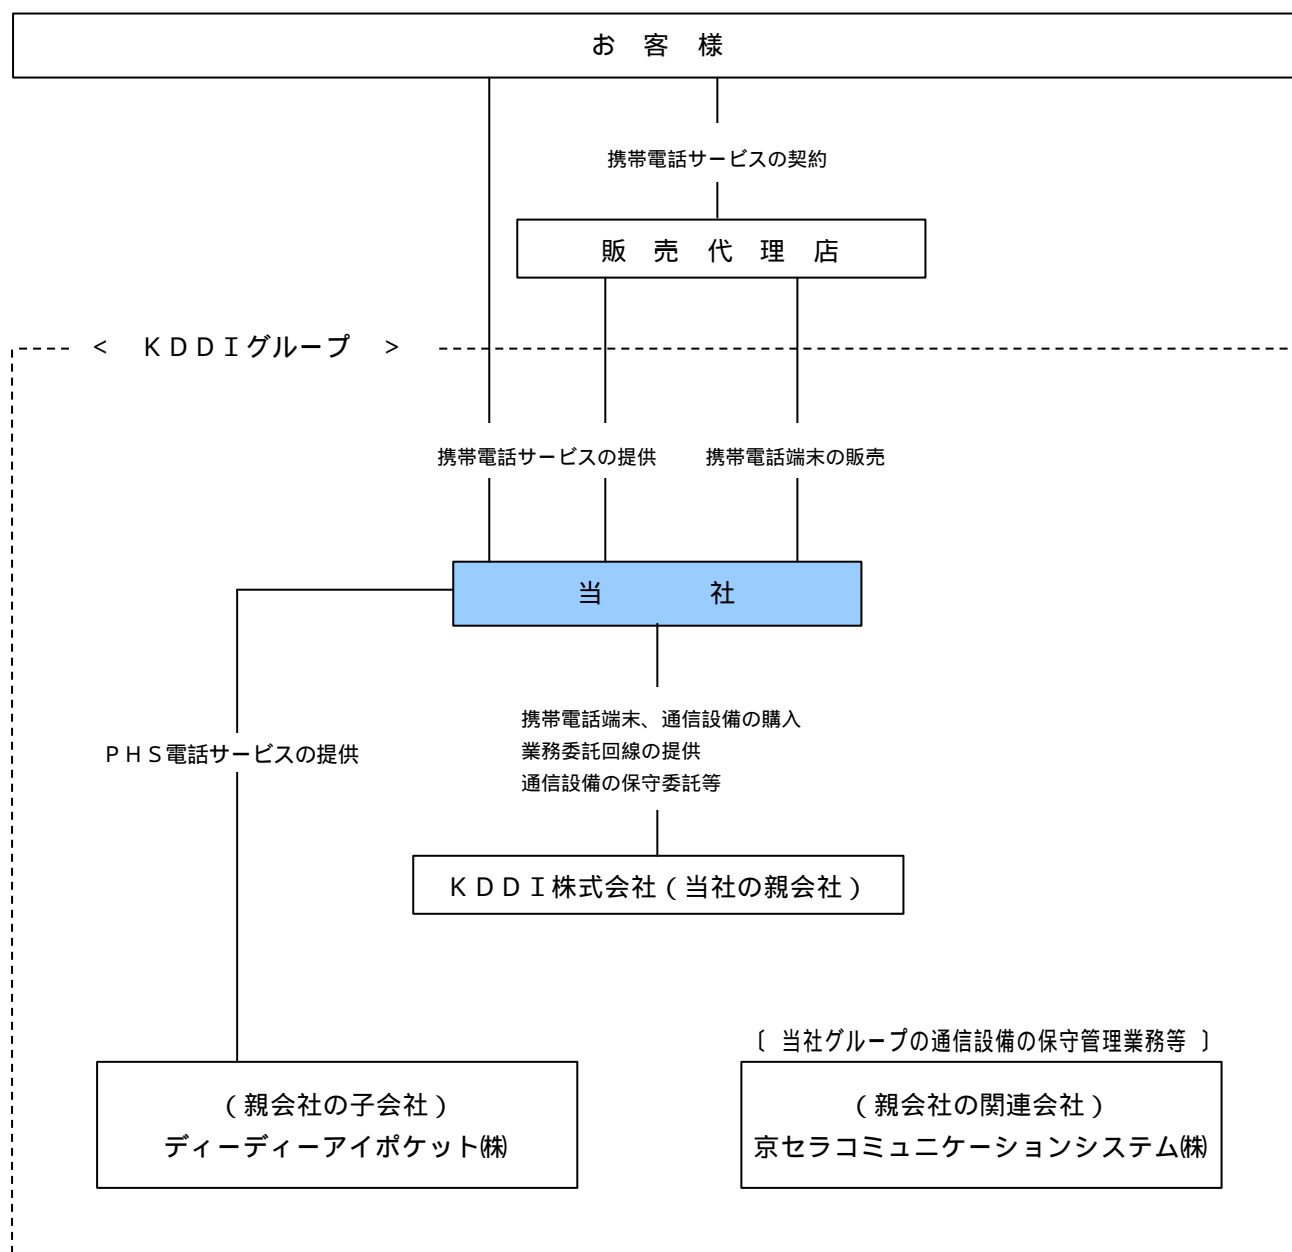 お 客 様
携帯電話サービスの契約
販 売 代 理 店
< ＫＤＤＩグループ >
携帯電話サービスの提供 携帯電話端末の販売
当 社
携帯電話端末、通信設備の購入
業務委託回線の提供
通信設備の保守委託等
ＰＨＳ電話サービスの提供
ＫＤＤＩ株式会社（当社の親会社）
〔 当社グループの通信設備の保守管理業務等 〕
（親会社の子会社）
ディーディーアイポケット㈱
（親会社の関連会社）
京セラコミュニケーションシステム㈱